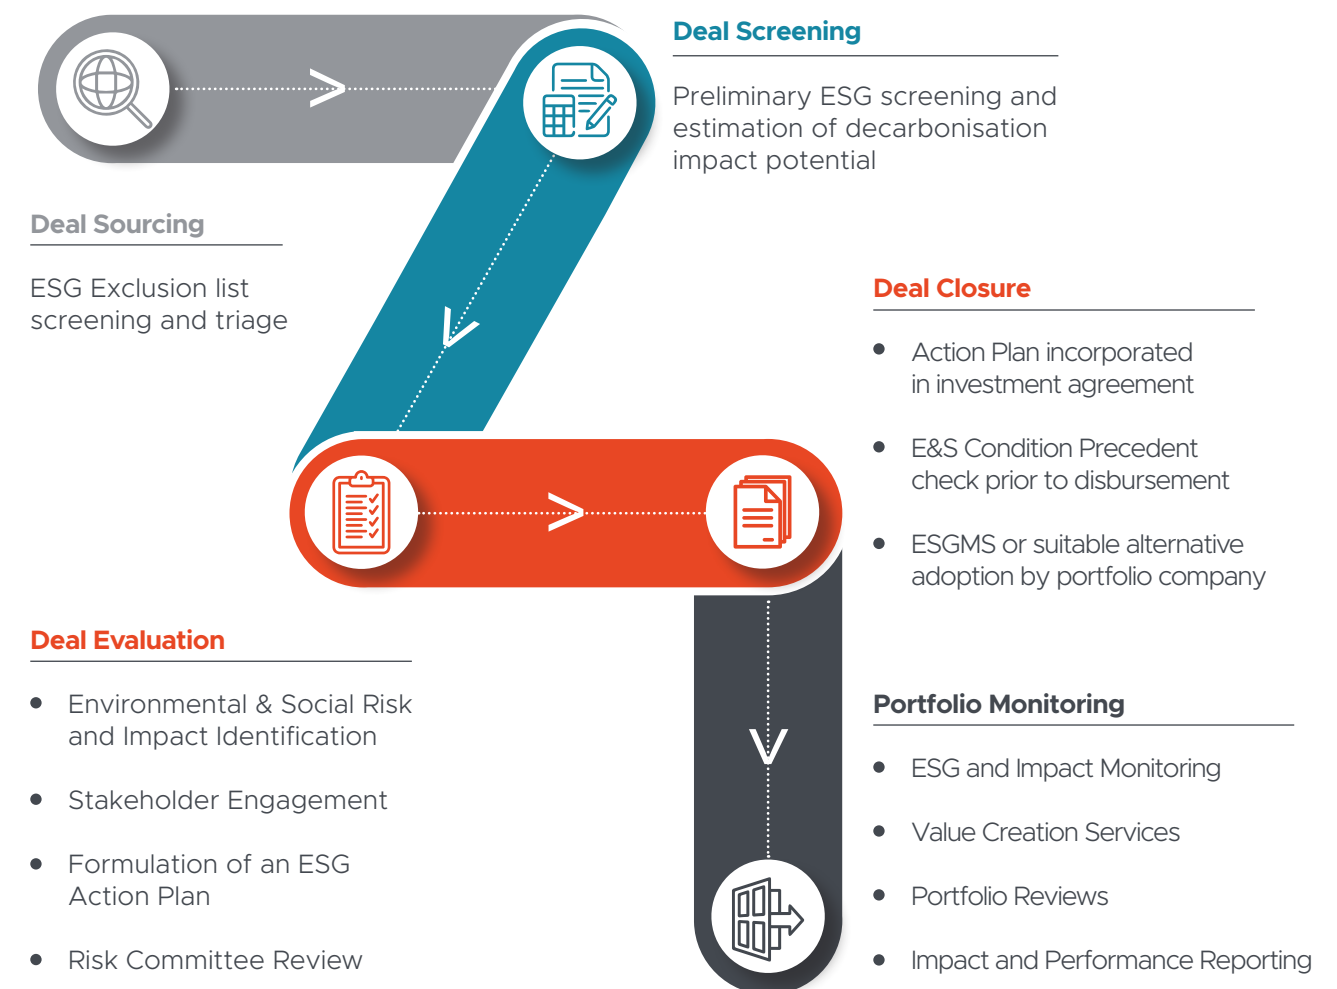 Deal Sourcing
ESG Exclusion list
screening and triage
Deal Screening
Preliminary ESG screening and
estimation of decarbonisation
impact potential
Deal Evaluation
Environmental & Social Risk
and Impact Identification
Stakeholder Engagement
Formulation of an ESG
Action Plan
Risk Committee Review
Deal Closure
Action Plan incorporated
in investment agreement
E&S Condition Precedent
check prior to disbursement
ESGMS or suitable alternative
adoption by portfolio company
Portfolio Monitoring
ESG and Impact Monitoring
Value Creation Services
Portfolio Reviews
Impact and Performance Reporting